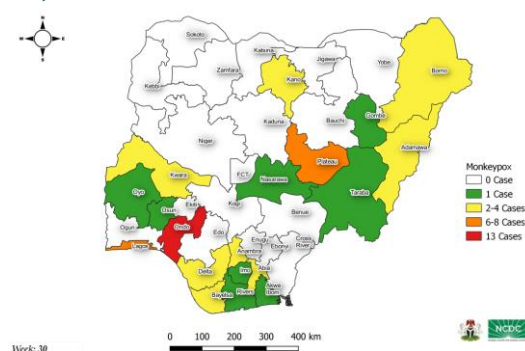 N
W E
S
Sokoto
Katsina
Jigawa
Yobe
Borno
Zamfara
Kano
Kebbi
Gombe
Kaduna
Bauchi
Adamawa
Niger
Plateau
FCT
Nasarawa
Taraba
Kwara
Oyo
Osun
Ekiti
Kogi
Benue
Ogun
Ondo
Edo
Enugu
Ebonyi
Cross
River
Lagos
Anambra
Delta
Imo
Abia
Bayelsa
Rivers
Akwa
Ibom
Monkeypox
0 Case
1 Case
2-4 Cases
6-8 Cases
13 Cases
Week: 30
0 100 200 300 400 km
NCDC